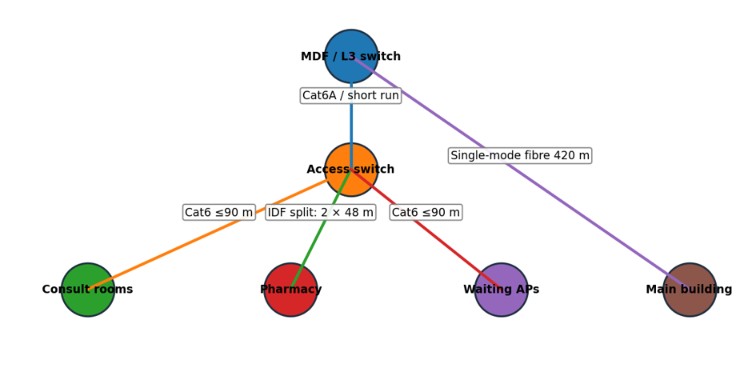 MDF / L3 switch
Cat6A / short run
Single-mode fibre 420 m
Access switch
Cat6 ≤90 m
IDF split: 2 × 48 m
Cat6 ≤90 m
Consult rooms
Pharmacy
Waiting APs
Main building